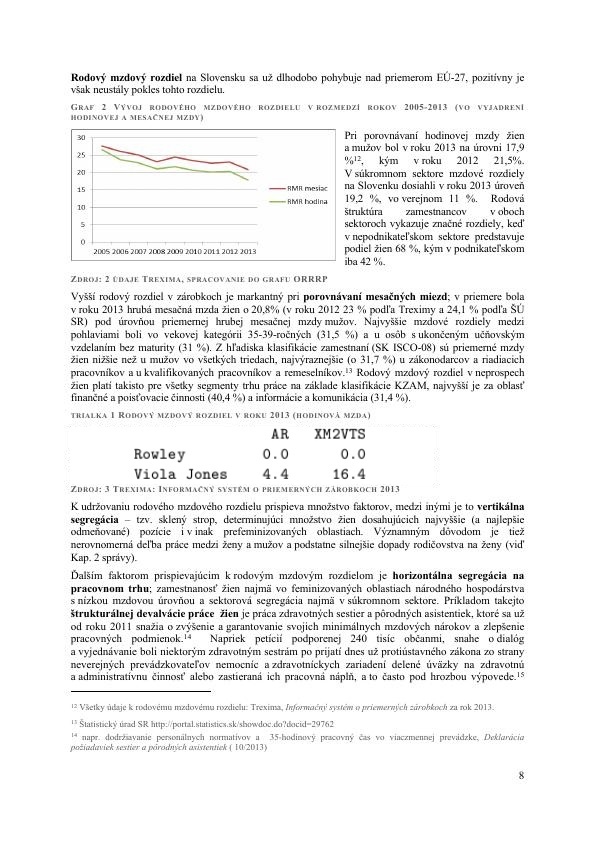 Rodový mzdový rozdiel na Slovensku sa už dlhodobo pohybuje nad priemerom EÚ-27, pozitívny je
však neustály pokles tohto rozdielu.
GRAF 2 VÝVOJ RODOVÉHO MZDOVÉHO ROZDIELU V ROZMEDZÍ ROKOV 2005-2013 (VO VYJADRENÍ
HODINOVEJ A MESAČNEJ MZDY)
30
25
20
15
10
5
0
2005 2006 2007 2008 2009 2010 2011 2012 2013
RMR mesiac
RMR hodina
Pri porovnávaní hodinovej mzdy žien
a mužov bol v roku 2013 na úrovni 17,9
%12, kým v roku 2012 21,5%.
V súkromnom sektore mzdové rozdiely
na Slovenku dosiahli v roku 2013 úroveň
19,2 %, vo verejnom 11 %. Rodová
štruktúra zamestnancov v oboch
sektoroch vykazuje značné rozdiely, keď
v nepodnikateľskom sektore predstavuje
podiel žien 68 %, kým v podnikateľskom
iba 42 %.
ZDROJ: 2 ÚDAJE TREXIMA, SPRACOVANIE DO GRAFU ORRRP
Vyšší rodový rozdiel v zárobkoch je markantný pri porovnávaní mesačných miezd; v priemere bola
v roku 2013 hrubá mesačná mzda žien o 20,8% (v roku 2012 23 % podľa Treximy a 24,1 % podľa ŠÚ
SR) pod úrovňou priemernej hrubej mesačnej mzdy mužov. Najvyššie mzdové rozdiely medzi
pohlaviami boli vo vekovej kategórii 35-39-ročných (31,5 %) a u osôb s ukončeným učňovským
vzdelaním bez maturity (31 %). Z hľadiska klasifikácie zamestnaní (SK ISCO-08) sú priemerné mzdy
žien nižšie než u mužov vo všetkých triedach, najvýraznejšie (o 31,7 %) u zákonodarcov a riadiacich
pracovníkov a u kvalifikovaných pracovníkov a remeselníkov.13 Rodový mzdový rozdiel v neprospech
žien platí takisto pre všetky segmenty trhu práce na základe klasifikácie KZAM, najvyšší je za oblasť
finančné a poisťovacie činnosti (40,4 %) a informácie a komunikácia (31,4 %).
TRIALKA 1 RODOVÝ MZDOVÝ ROZDIEL V ROKU 2013 (HODINOVÁ MZDA)
AR XM2VTS
Rowley 0.0 0.0
Viola Jones 4.4 16.4
ZDROJ: 3 TREXIMA: INFORMAČNÝ SYSTÉM O PRIEMERNÝCH ZÁROBKOCH 2013
K udržovaniu rodového mzdového rozdielu prispieva množstvo faktorov, medzi inými je to vertikálna
segregácia – tzv. sklený strop, determinujúci množstvo žien dosahujúcich najvyššie (a najlepšie
odmeňované) pozície i v inak prefeminizovaných oblastiach. Významným dôvodom je tiež
nerovnomerná deľba práce medzi ženy a mužov a podstatne silnejšie dopady rodičovstva na ženy (viď
Kap. 2 správy).
Ďalším faktorom prispievajúcim k rodovým mzdovým rozdielom je horizontálna segregácia na
pracovnom trhu; zamestnanosť žien najmä vo feminizovaných oblastiach národného hospodárstva
s nízkou mzdovou úrovňou a sektorová segregácia najmä v súkromnom sektore. Príkladom takejto
štrukturálnej devalvácie práce žien je práca zdravotných sestier a pôrodných asistentiek, ktoré sa už
od roku 2011 snažia o zvýšenie a garantovanie svojich minimálnych mzdových nárokov a zlepšenie
pracovných podmienok.14 Napriek petícií podporenej 240 tisíc občanmi, snahe o dialóg
a vyjednávanie boli niektorým zdravotným sestrám po prijatí dnes už protiústavného zákona zo strany
neverejných prevádzkovateľov nemocníc a zdravotníckych zariadení delené úväzky na zdravotnú
a administratívnu činnosť alebo zastieraná ich pracovná náplň, a to často pod hrozbou výpovede.15
12 Všetky údaje k rodovému mzdovému rozdielu: Trexima, Informačný systém o priemerných zárobkoch za rok 2013.
13 Štatistický úrad SR http://portal.statistics.sk/showdoc.do?docid=29762
14 napr. dodržiavanie personálnych normatívov a 35-hodinový pracovný čas vo viaczmennej prevádzke, Deklarácia
požiadaviek sestier a pôrodných asistentiek ( 10/2013)
8